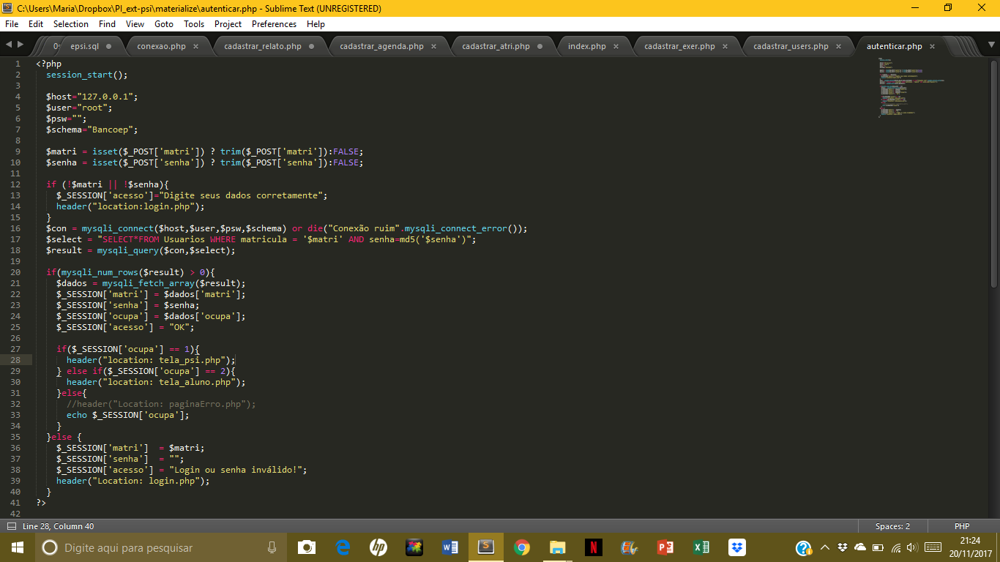 C:\Users\Maria\Dropbox\PI_ext-psi\materialize\autenticar.php - Sublime Text (UNREGISTERED)
File Edit Selection Find View Goto Tools Project Preferences Help
epsi.sql conexao.php cadastrar_relato.php cadastrar_agenda.php cadastrar_atri.php index.php cadastrar_exer.php cadastrar_users.php autenticar.php
1 <?php
2 session_start();
3
4 $host="127.0.0.1";
5 $user="root";
6 $psw="";
7 $schema="Bancoep";
8
9 $matri = isset($_POST['matri']) ? trim($_POST['matri']):FALSE;
10 $senha = isset($_POST['senha']) ? trim($_POST['senha']):FALSE;
11
12 if (!$matri || !$senha){
13 $_SESSION['acesso']="Digite seus dados corretamente";
14 header("location:login.php");
15 }
16 $con = mysqli_connect($host,$user,$psw,$schema) or die("Conexão ruim".mysqli_connect_error());
17 $select = "SELECT*FROM Usuarios WHERE matricula = '$matri' AND senha=md5('$senha')";
18 $result = mysqli_query($con,$select);
19
20 if(mysqli_num_rows($result) > 0){
21 $dados = mysqli_fetch_array($result);
22 $_SESSION['matri'] = $dados['matri'];
23 $_SESSION['senha'] = $senha;
24 $_SESSION['ocupa'] = $dados['ocupa'];
25 $_SESSION['acesso'] = "OK";
26
27 if($_SESSION['ocupa'] == 1){
28 header("location: tela_psi.php");
29 } else if($_SESSION['ocupa'] == 2){
30 header("location: tela_aluno.php");
31 }else{
32 //header("Location: paginaErro.php");
33 echo $_SESSION['ocupa'];
34 }
35 }else {
36 $_SESSION['matri'] = $matri;
37 $_SESSION['senha'] = "";
38 $_SESSION['acesso'] = "Login ou senha inválido!";
39 header("Location: login.php");
40 }
41 ?>
42
Line 28, Column 40 Spaces: 2 PHP
Digite aqui para pesquisar
21:24
20/11/2017